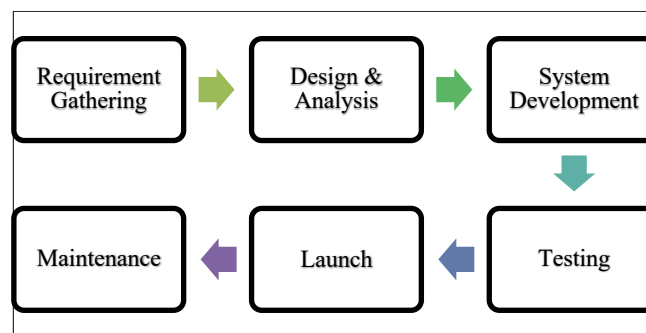 Requirement
Gathering
Design &
Analysis
System
Development
Testing
Launch
Maintenance